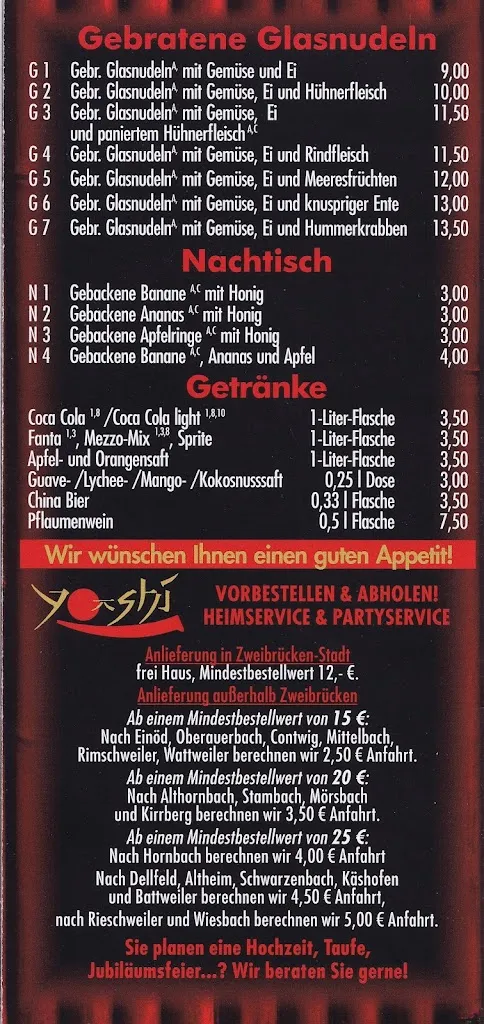 Gebratene Glasnudeln
G 1 Gebr. Glasnudeln A, mit Gemüse und Ei 9,00
G 2 Gebr. Glasnudeln A, mit Gemüse, Ei und Hühnerfleisch 10,00
G 3 Gebr. Glasnudeln A, mit Gemüse, Ei 11,50
und paniertem Hühnerfleisch A,C
G 4 Gebr. Glasnudeln A, mit Gemüse, Ei und Rindfleisch 11,50
G 5 Gebr. Glasnudeln A, mit Gemüse, Ei und Meeresfrüchten 12,00
G 6 Gebr. Glasnudeln A, mit Gemüse, Ei und knuspriger Ente 13,00
G 7 Gebr. Glasnudeln A, mit Gemüse, Ei und Hummerkrabben 13,50
Nachtisch
N 1 Gebackene Banane A,C mit Honig 3,00
N 2 Gebackene Ananas A,C mit Honig 3,00
N 3 Gebackene Apfelringe A,C mit Honig 3,00
N 4 Gebackene Banane A,C, Ananas und Apfel 4,00
Getränke
Coca Cola 1,8 /Coca Cola light 1,8,10 1-Liter-Flasche 3,50
Fanta 1,3, Mezzo-Mix 1,3,8, Sprite 1-Liter-Flasche 3,50
Apfel- und Orangensaft 1-Liter-Flasche 3,50
Guave- /Lychee- /Mango- /Kokosnusssaft 0,25 l Dose 3,00
China Bier 0,33 l Flasche 3,50
Pflaumenwein 0,5 l Flasche 7,50
Wir wünschen Ihnen einen guten Appetit!
yoshi
VORBESTELLEN & ABHOLEN!
HEIMSERVICE & PARTYSERVICE
Anlieferung in Zweibrücken-Stadt
frei Haus, Mindestbestellwert 12,- €.
Anlieferung außerhalb Zweibrücken
Ab einem Mindestbestellwert von 15 €:
Nach Einöd, Oberauerbach, Contwig, Mittelbach,
Rimschweiler, Wattweiler berechnen wir 2,50 € Anfahrt.
Ab einem Mindestbestellwert von 20 €:
Nach Althornbach, Stambach, Mörsbach
und Kirrberg berechnen wir 3,50 € Anfahrt.
Ab einem Mindestbestellwert von 25 €:
Nach Hornbach berechnen wir 4,00 € Anfahrt
Nach Dellfeld, Altheim, Schwarzenbach, Käshofen
und Battweiler berechnen wir 4,50 € Anfahrt,
nach Rieschweiler und Wiesbach berechnen wir 5,00 € Anfahrt.
Sie planen eine Hochzeit, Taufe,
Jubiläumsfeier...? Wir beraten Sie gerne!